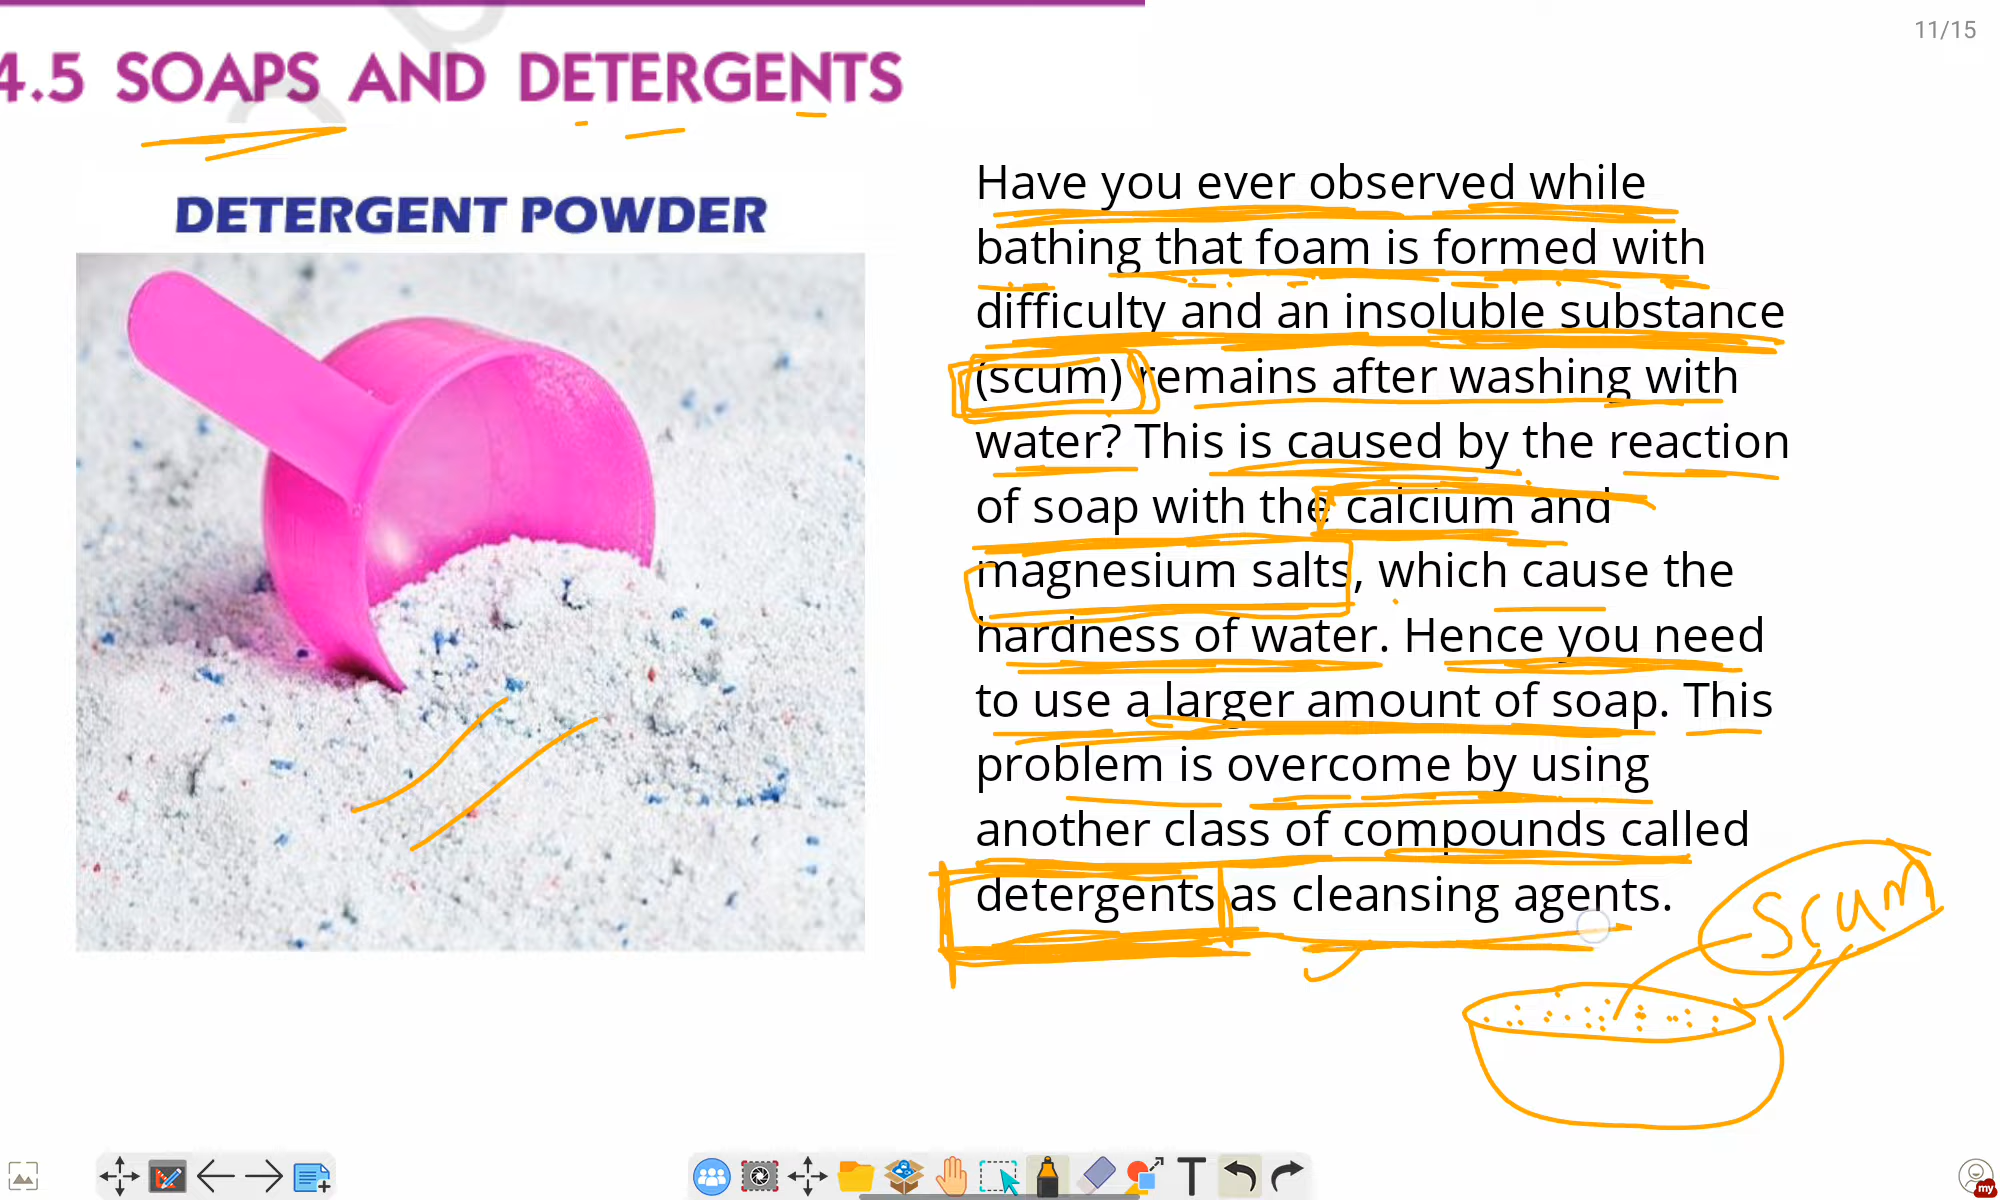 11/15
4.5 SOAPS AND DETERGENTS
DETERGENT POWDER
Have you ever observed while
bathing that foam is formed with
difficulty and an insoluble substance
(scum) remains after washing with
water? This is caused by the reaction
of soap with the calcium and
magnesium salts, which cause the
hardness of water. Hence you need
to use a larger amount of soap. This
problem is overcome by using
another class of compounds called
detergents as cleansing agents.
Scum
T
my